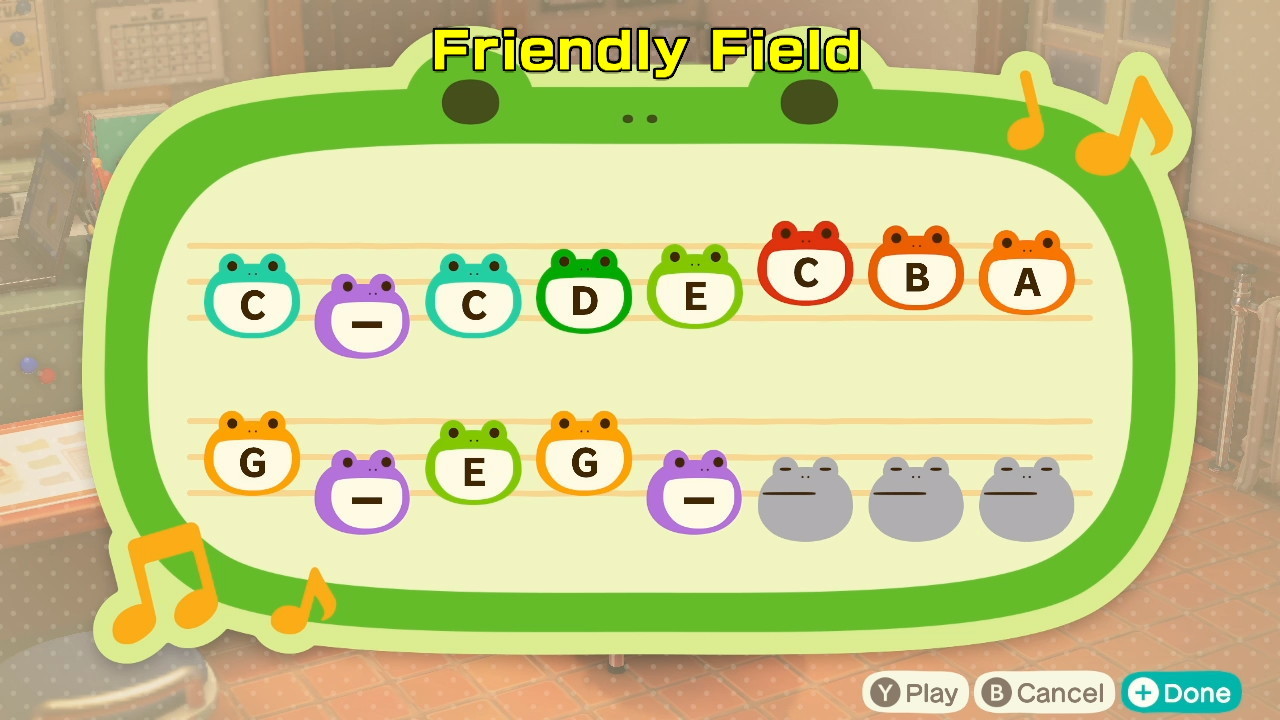 Friendly Field
C — C D E C B A
G — E G —
Y Play B Cancel + Done